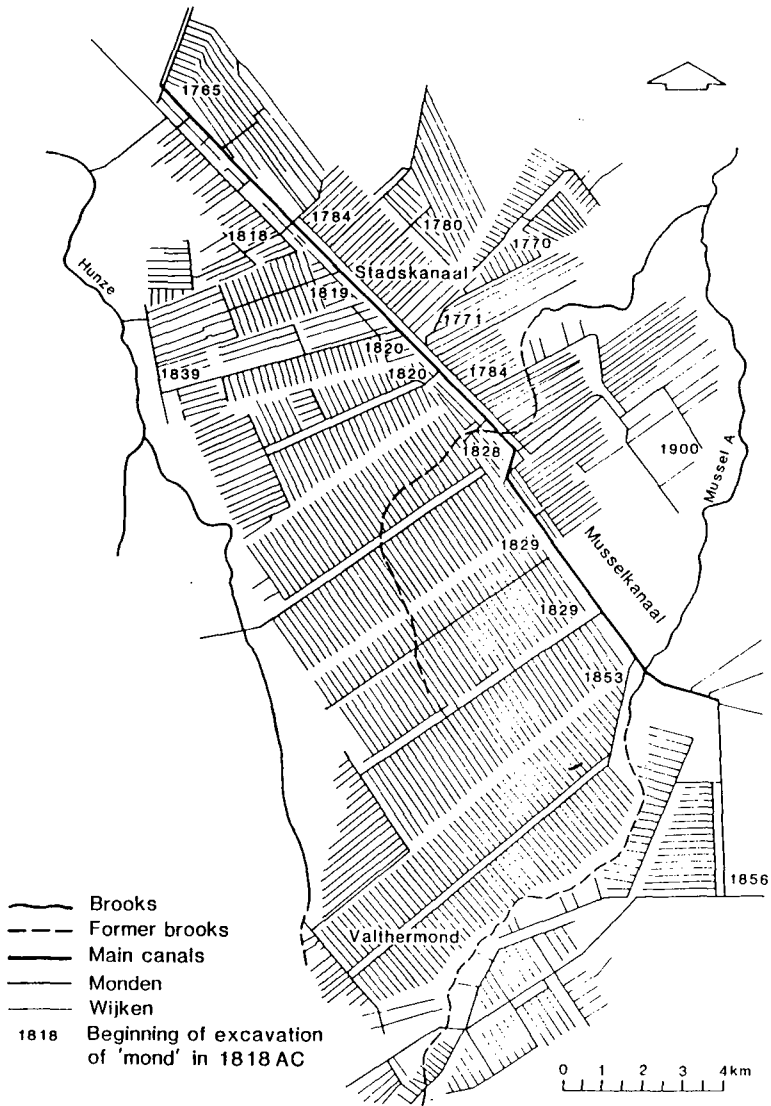 1765
1784
1780
1818
1770
Stadskanaal
Hunze
1819
1771
1820
1784
1839
1820
1828
1900
Mussel A
1829
Musselkanaal
1829
1853
1856
Valthermond
Brooks
Former brooks
Main canals
Monden
Wijken
1818 Beginning of excavation
of 'mond' in 1818 AC
0 1 2 3 4km